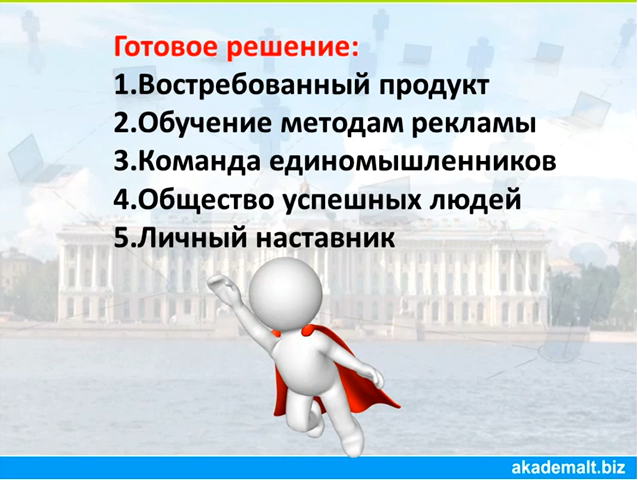 Готовое решение:
1.Востребованный продукт
2.Обучение методам рекламы
3.Команда единомышленников
4.Общество успешных людей
5.Личный наставник
akademalt.biz